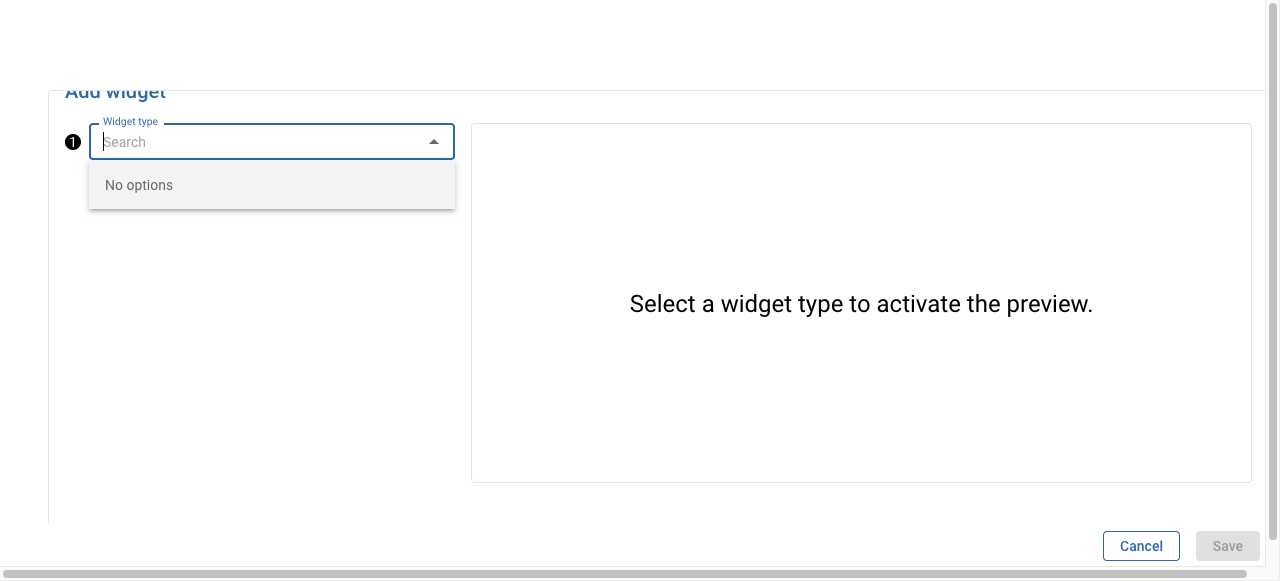 Add widget
Widget type
1
Search
No options
Select a widget type to activate the preview.
Cancel
Save